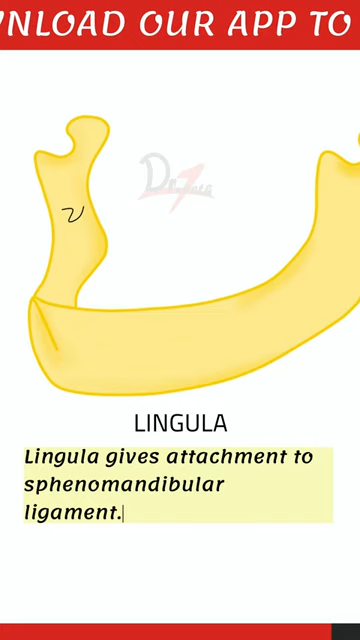 NLOAD OUR APP TO
LINGULA
Lingula gives attachment to
sphenomandibular
ligament.